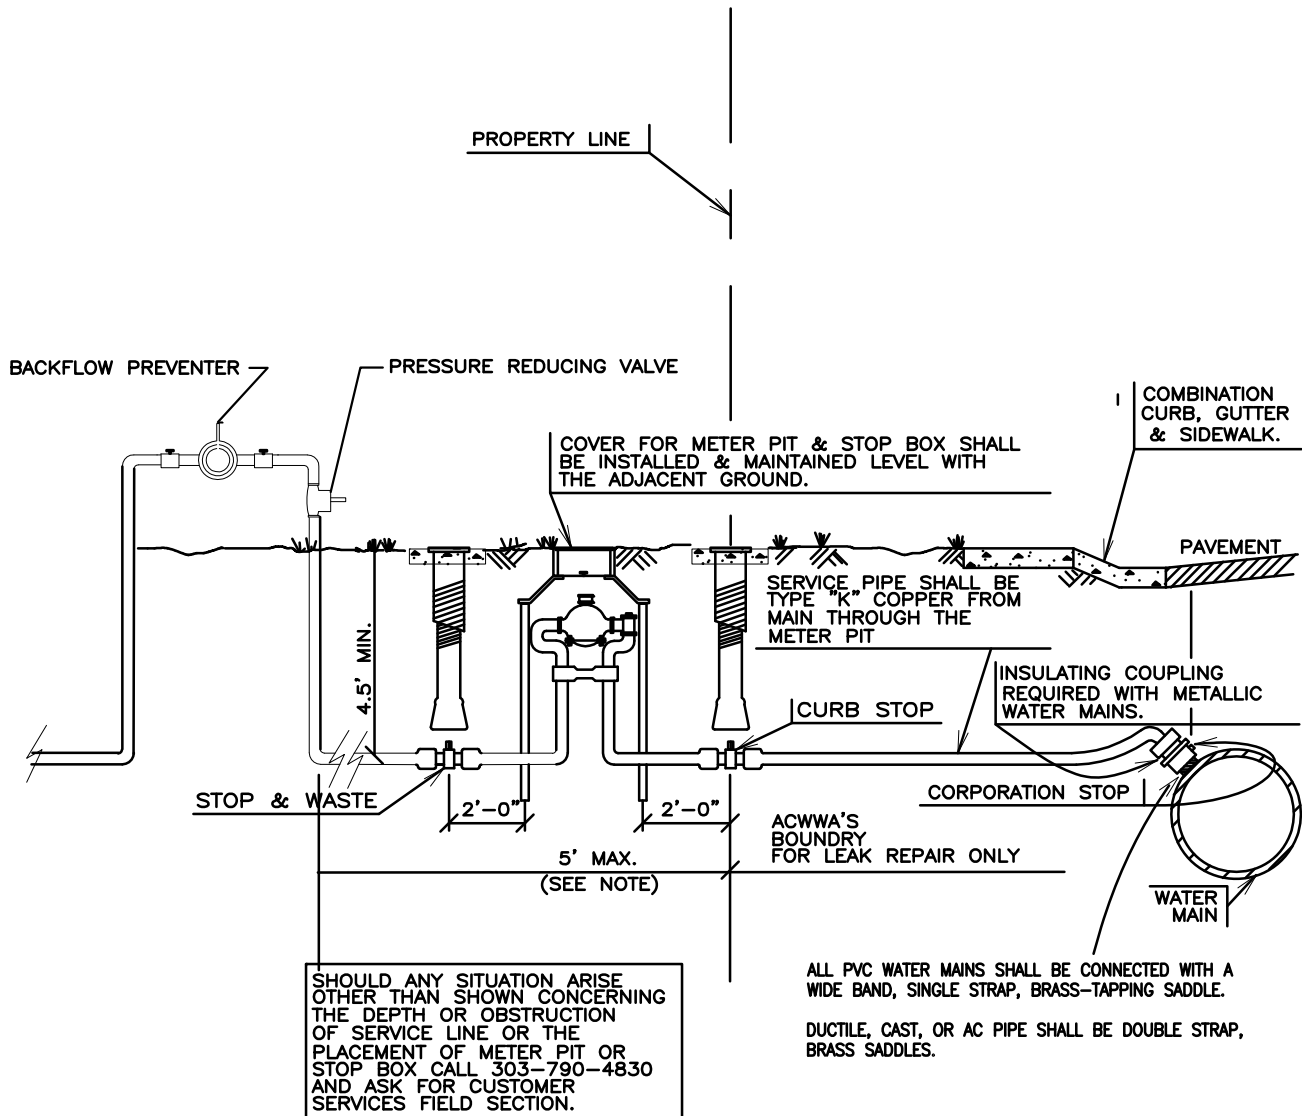 PROPERTY LINE
BACKFLOW PREVENTER
PRESSURE REDUCING VALVE
COMBINATION
CURB, GUTTER
& SIDEWALK.
COVER FOR METER PIT & STOP BOX SHALL
BE INSTALLED & MAINTAINED LEVEL WITH
THE ADJACENT GROUND.
PAVEMENT
SERVICE PIPE SHALL BE
TYPE "K" COPPER FROM
MAIN THROUGH THE
METER PIT
4.5' MIN.
INSULATING COUPLING
REQUIRED WITH METALLIC
WATER MAINS.
CURB STOP
STOP & WASTE
CORPORATION STOP
2'-0"
2'-0"
ACWWA'S
BOUNDRY
FOR LEAK REPAIR ONLY
5' MAX.
(SEE NOTE)
WATER
MAIN
SHOULD ANY SITUATION ARISE
OTHER THAN SHOWN CONCERNING
THE DEPTH OR OBSTRUCTION
OF SERVICE LINE OR THE
PLACEMENT OF METER PIT OR
STOP BOX CALL 303-790-4830
AND ASK FOR CUSTOMER
SERVICES FIELD SECTION.
ALL PVC WATER MAINS SHALL BE CONNECTED WITH A
WIDE BAND, SINGLE STRAP, BRASS-TAPPING SADDLE.
DUCTILE, CAST, OR AC PIPE SHALL BE DOUBLE STRAP,
BRASS SADDLES.